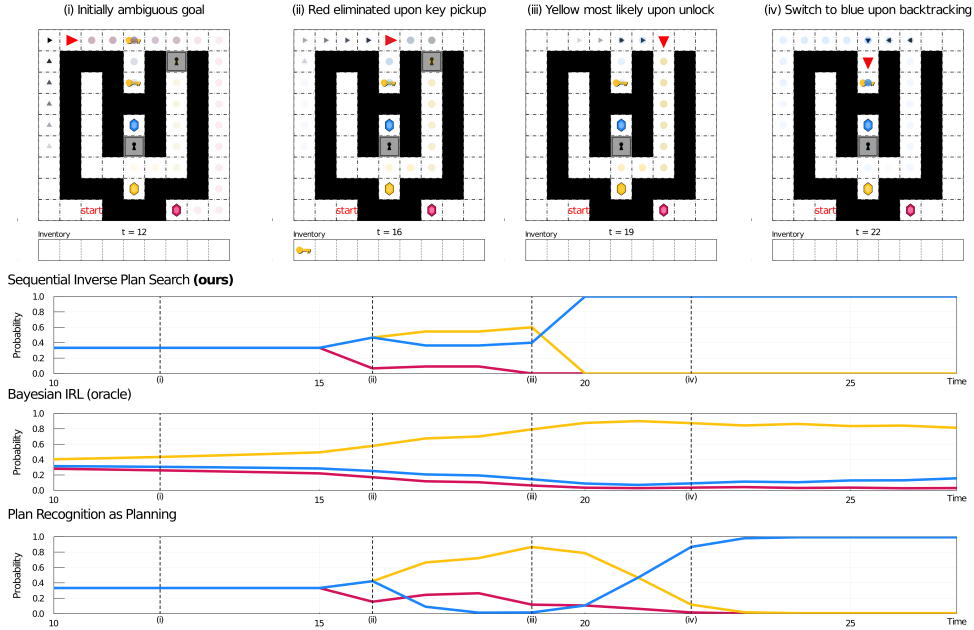 (i) Initially ambiguous goal
(ii) Red eliminated upon key pickup
(iii) Yellow most likely upon unlock
(iv) Switch to blue upon backtracking
start
start
start
start
Inventory
t = 12
Inventory
t = 16
Inventory
t = 19
Inventory
t = 22
Sequential Inverse Plan Search (ours)
Probability
1.0
0.8
0.6
0.4
0.2
0.0
10
(i)
15
(ii)
(iii)
20
(iv)
25
Time
Bayesian IRL (oracle)
Probability
1.0
0.8
0.6
0.4
0.2
0.0
10
(i)
15
(ii)
(iii)
20
(iv)
25
Time
Plan Recognition as Planning
Probability
1.0
0.8
0.6
0.4
0.2
0.0
10
(i)
15
(ii)
(iii)
20
(iv)
25
Time